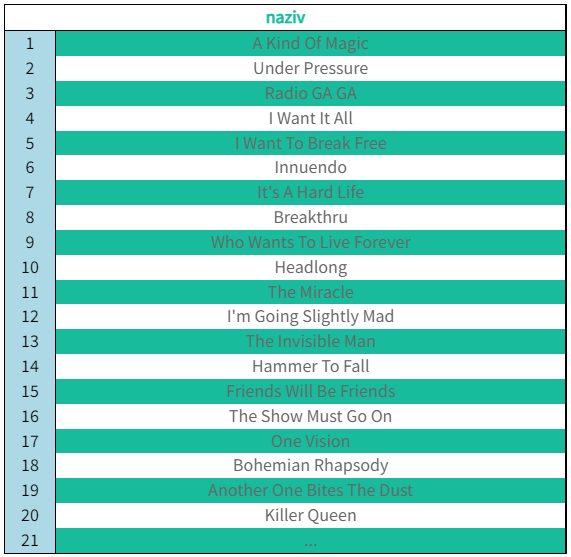 naziv
1 A Kind Of Magic
2 Under Pressure
3 Radio GA GA
4 I Want It All
5 I Want To Break Free
6 Innuendo
7 It's A Hard Life
8 Breakthru
9 Who Wants To Live Forever
10 Headlong
11 The Miracle
12 I'm Going Slightly Mad
13 The Invisible Man
14 Hammer To Fall
15 Friends Will Be Friends
16 The Show Must Go On
17 One Vision
18 Bohemian Rhapsody
19 Another One Bites The Dust
20 Killer Queen
21 ...